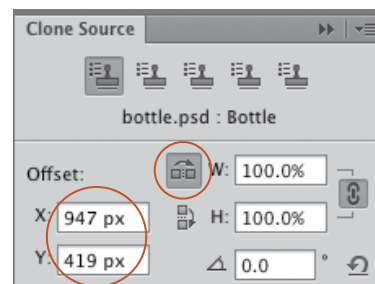 Clone Source
bottle.psd : Bottle
Offset: W: 100.0%
X: 947 px H: 100.0%
Y: 419 px 0.0 °